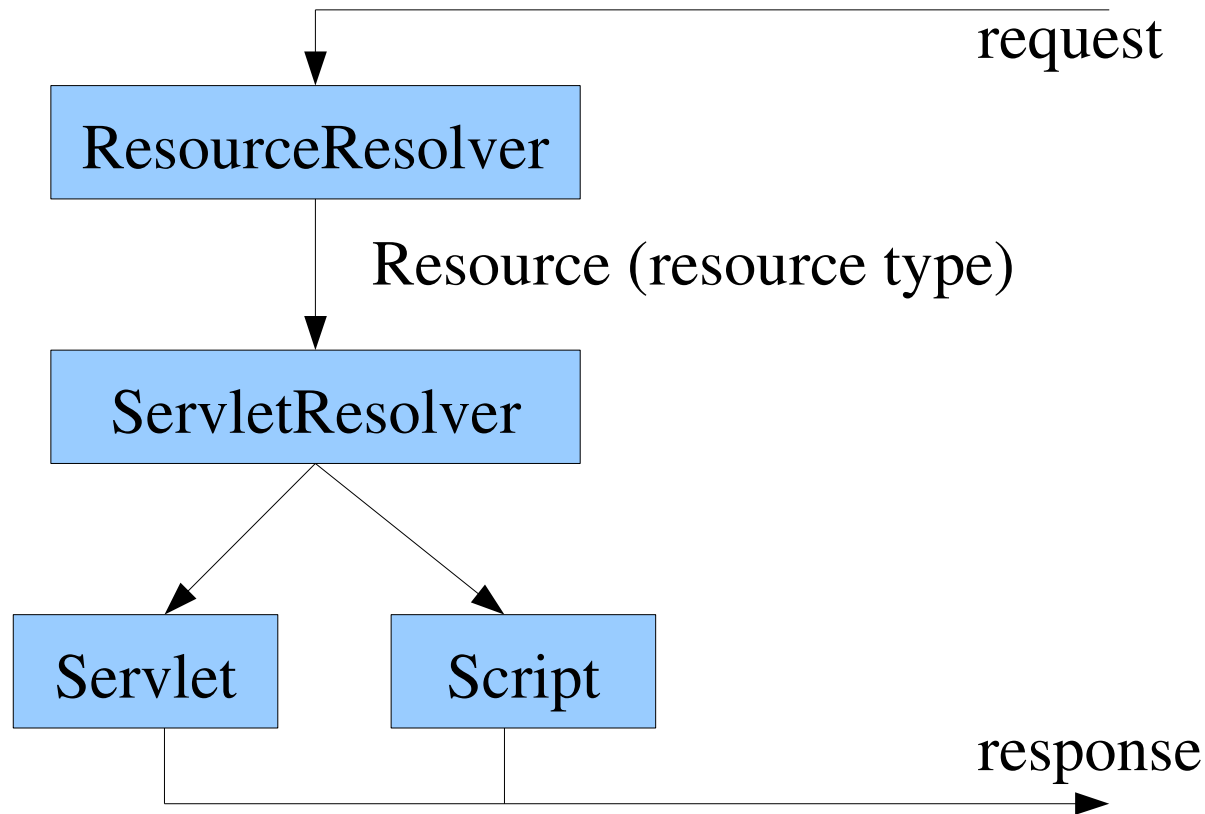 request
ResourceResolver
Resource (resource type)
ServletResolver
Servlet
Script
response